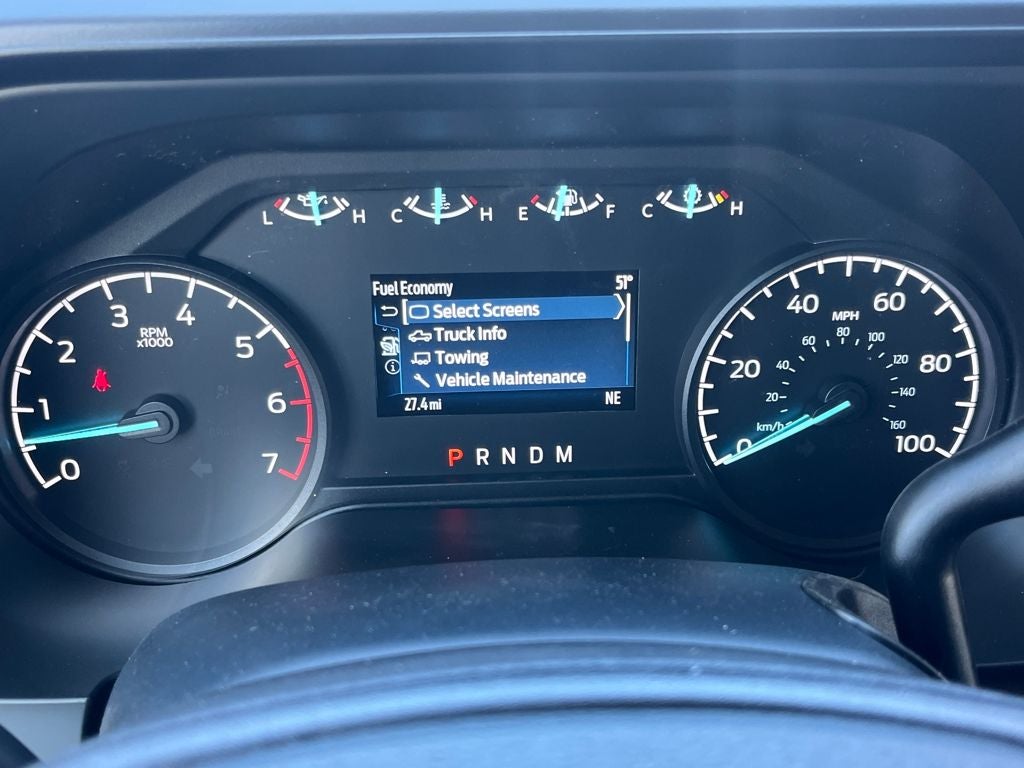 L H C H E F C H
Fuel Economy 51°
Select Screens
Truck Info
Towing
Vehicle Maintenance
27.4 mi NE
P R N D M
RPM
x1000
0 1 2 3 4 5 6 7
MPH
0 20 40 60 80 100
km/h
20 40 60 80 100 120 140 160